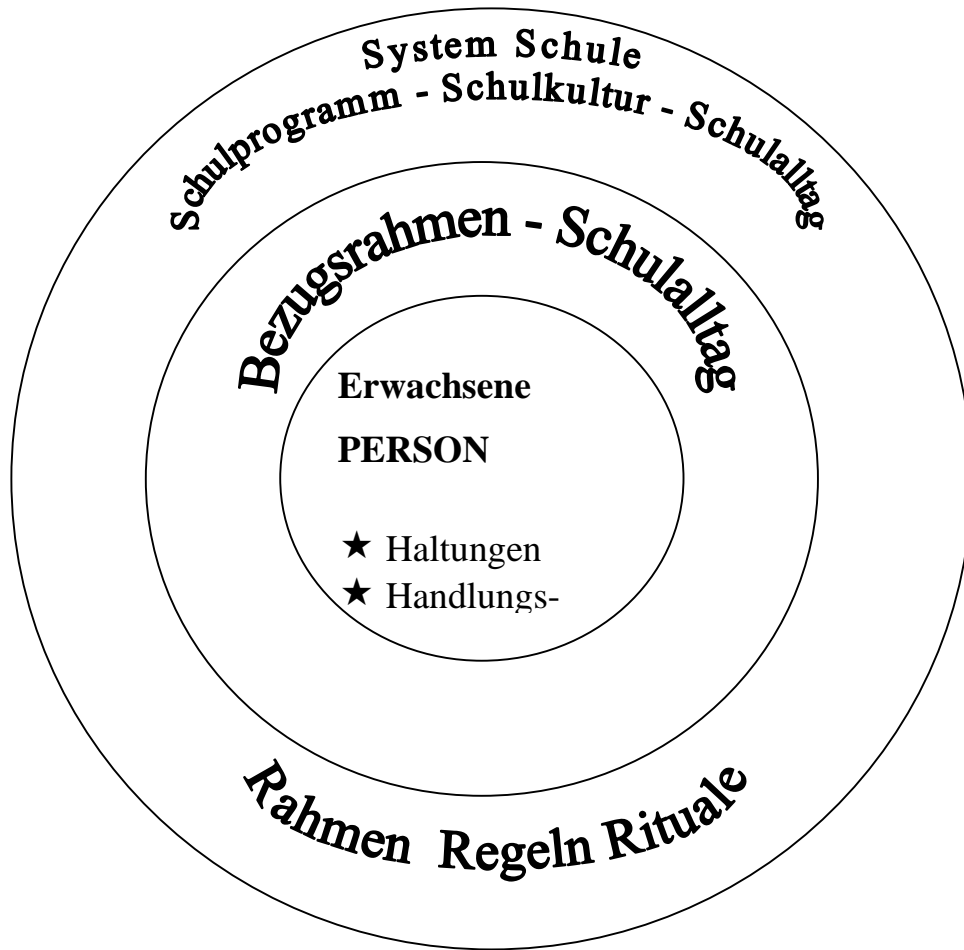 System Schule
Schulprogramm - Schulkultur - Schulalltag
Bezugsrahmen - Schulalltag
Erwachsene
PERSON
★ Haltungen
★ Handlungs-
Rahmen Regeln Rituale